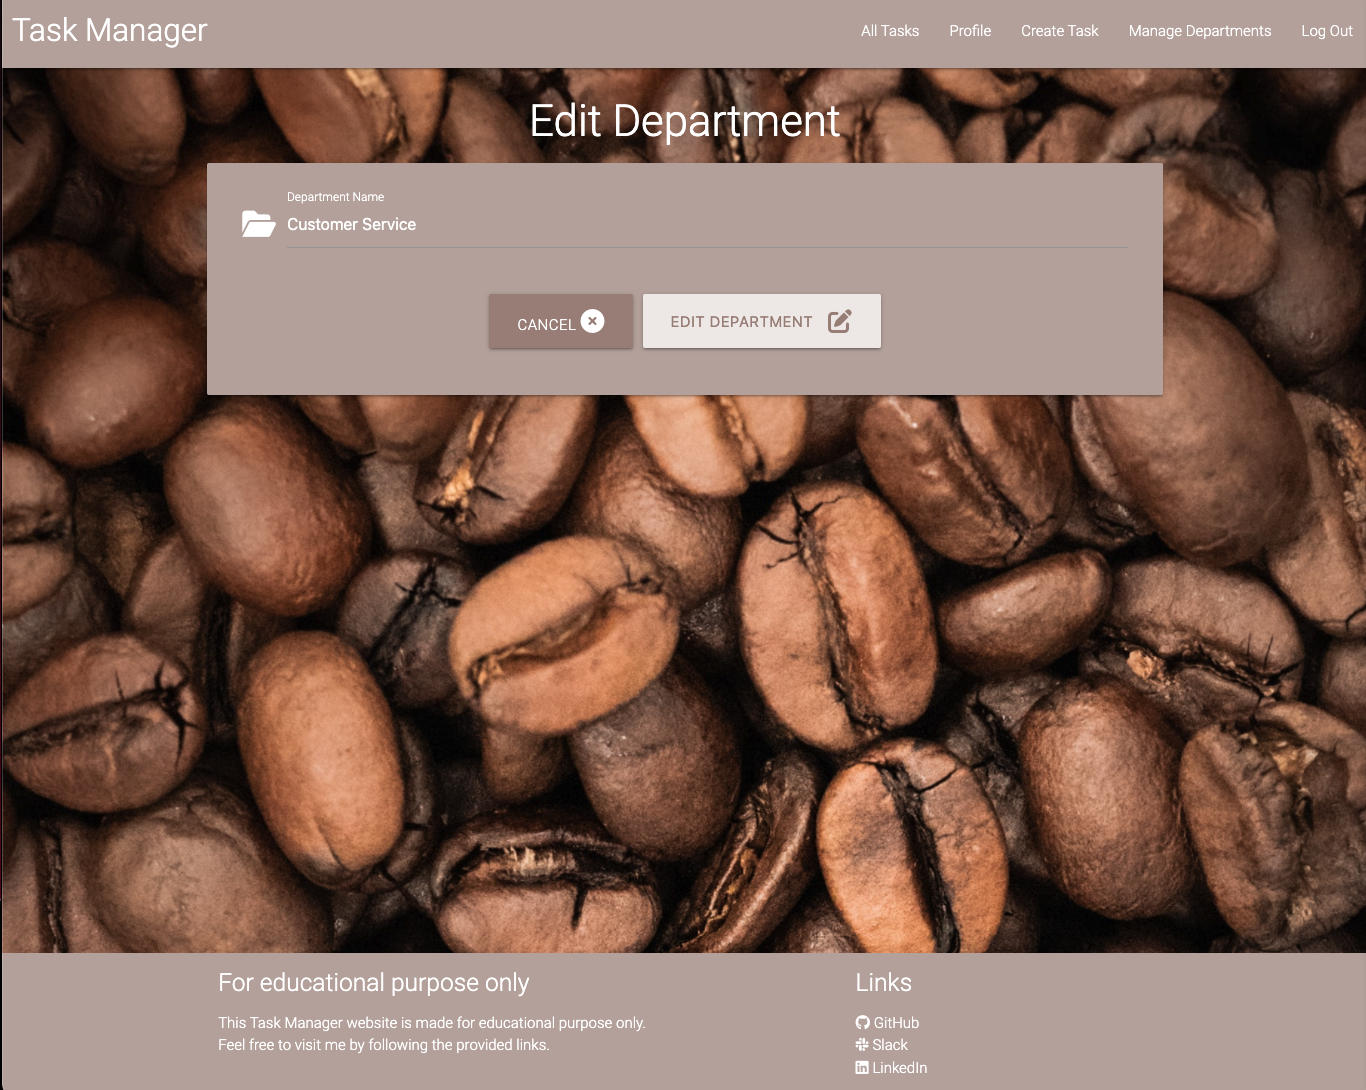 Task Manager
All Tasks Profile Create Task Manage Departments Log Out
Edit Department
Department Name
Customer Service
CANCEL
EDIT DEPARTMENT
For educational purpose only
This Task Manager website is made for educational purpose only.
Feel free to visit me by following the provided links.
Links
GitHub
Slack
LinkedIn